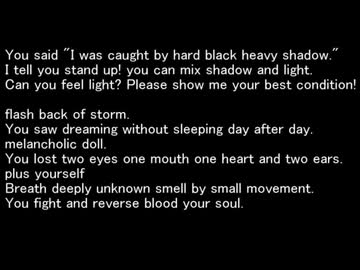 You said "I was caught by hard black heavy shadow."
I tell you stand up! you can mix shadow and light.
Can you feel light? Please show me your best condition!
flash back of storm.
You saw dreaming without sleeping day after day.
melancholic doll.
You lost two eyes one mouth one heart and two ears.
plus yourself
Breath deeply unknown smell by small movement.
You fight and reverse blood your soul.